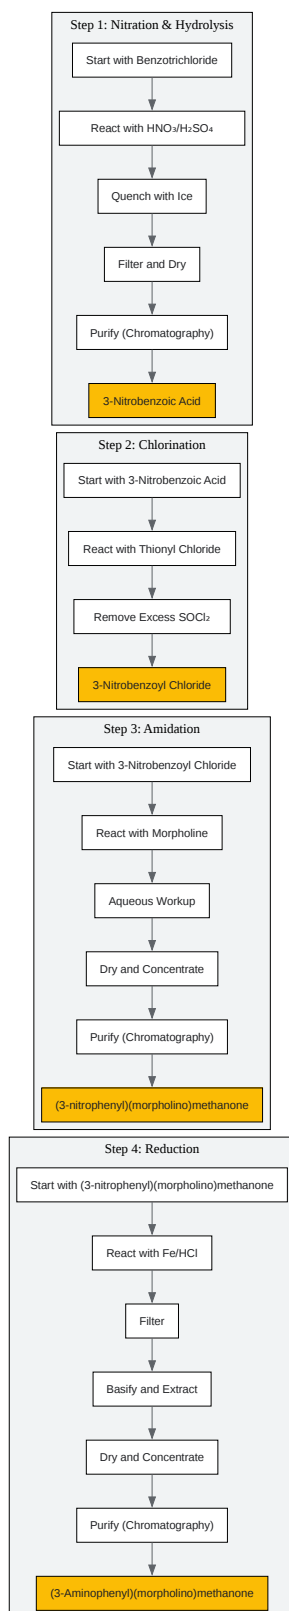 Step 1: Nitration & Hydrolysis
Start with Benzotrichloride
React with HNO₃/H₂SO₄
Quench with Ice
Filter and Dry
Purify (Chromatography)
3-Nitrobenzoic Acid
Step 2: Chlorination
Start with 3-Nitrobenzoic Acid
React with Thionyl Chloride
Remove Excess SOCl₂
3-Nitrobenzoyl Chloride
Step 3: Amidation
Start with 3-Nitrobenzoyl Chloride
React with Morpholine
Aqueous Workup
Dry and Concentrate
Purify (Chromatography)
(3-nitrophenyl)(morpholino)methanone
Step 4: Reduction
Start with (3-nitrophenyl)(morpholino)methanone
React with Fe/HCl
Filter
Basify and Extract
Dry and Concentrate
Purify (Chromatography)
(3-Aminophenyl)(morpholino)methanone